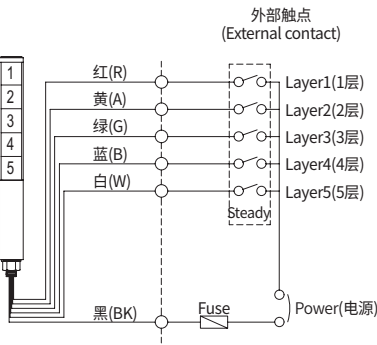 外部触点
(External contact)
1
2
3
4
5
红(R)
黄(A)
绿(G)
蓝(B)
白(W)
黑(BK)
Layer1(1层)
Layer2(2层)
Layer3(3层)
Layer4(4层)
Layer5(5层)
Steady
Fuse
Power(电源)